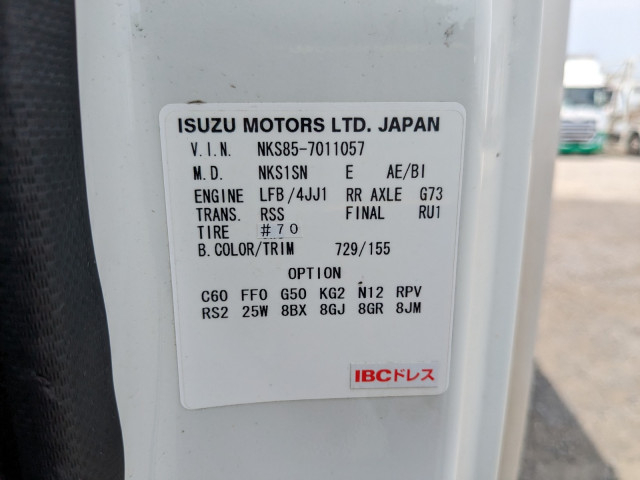 ISUZU MOTORS LTD. JAPAN
V.I.N. NKS85-7011057
M.D. NKS1SN E AE/BI
ENGINE LFB/4JJ1 RR AXLE G73
TRANS. RSS FINAL RU1
TIRE #70
B.COLOR/TRIM 729/155
OPTION
C60 FF0 G50 KG2 N12 RPV
RS2 25W 8BX 8GJ 8GR 8JM
IBCドレス